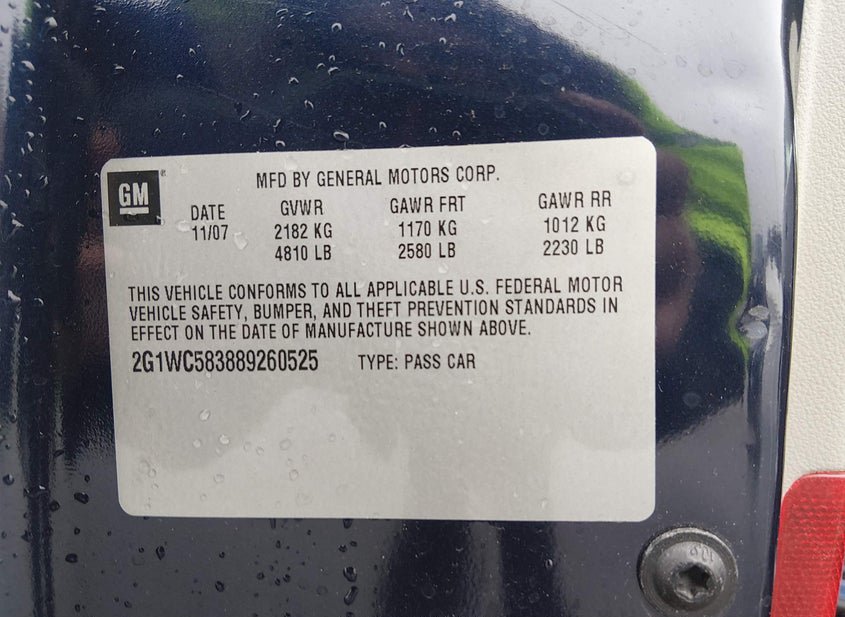 GM
MFD BY GENERAL MOTORS CORP.
DATE GVWR GAWR FRT GAWR RR
11/07 2182 KG 1170 KG 1012 KG
4810 LB 2580 LB 2230 LB
THIS VEHICLE CONFORMS TO ALL APPLICABLE U.S. FEDERAL MOTOR
VEHICLE SAFETY, BUMPER, AND THEFT PREVENTION STANDARDS IN
EFFECT ON THE DATE OF MANUFACTURE SHOWN ABOVE.
2G1WC583889260525 TYPE: PASS CAR